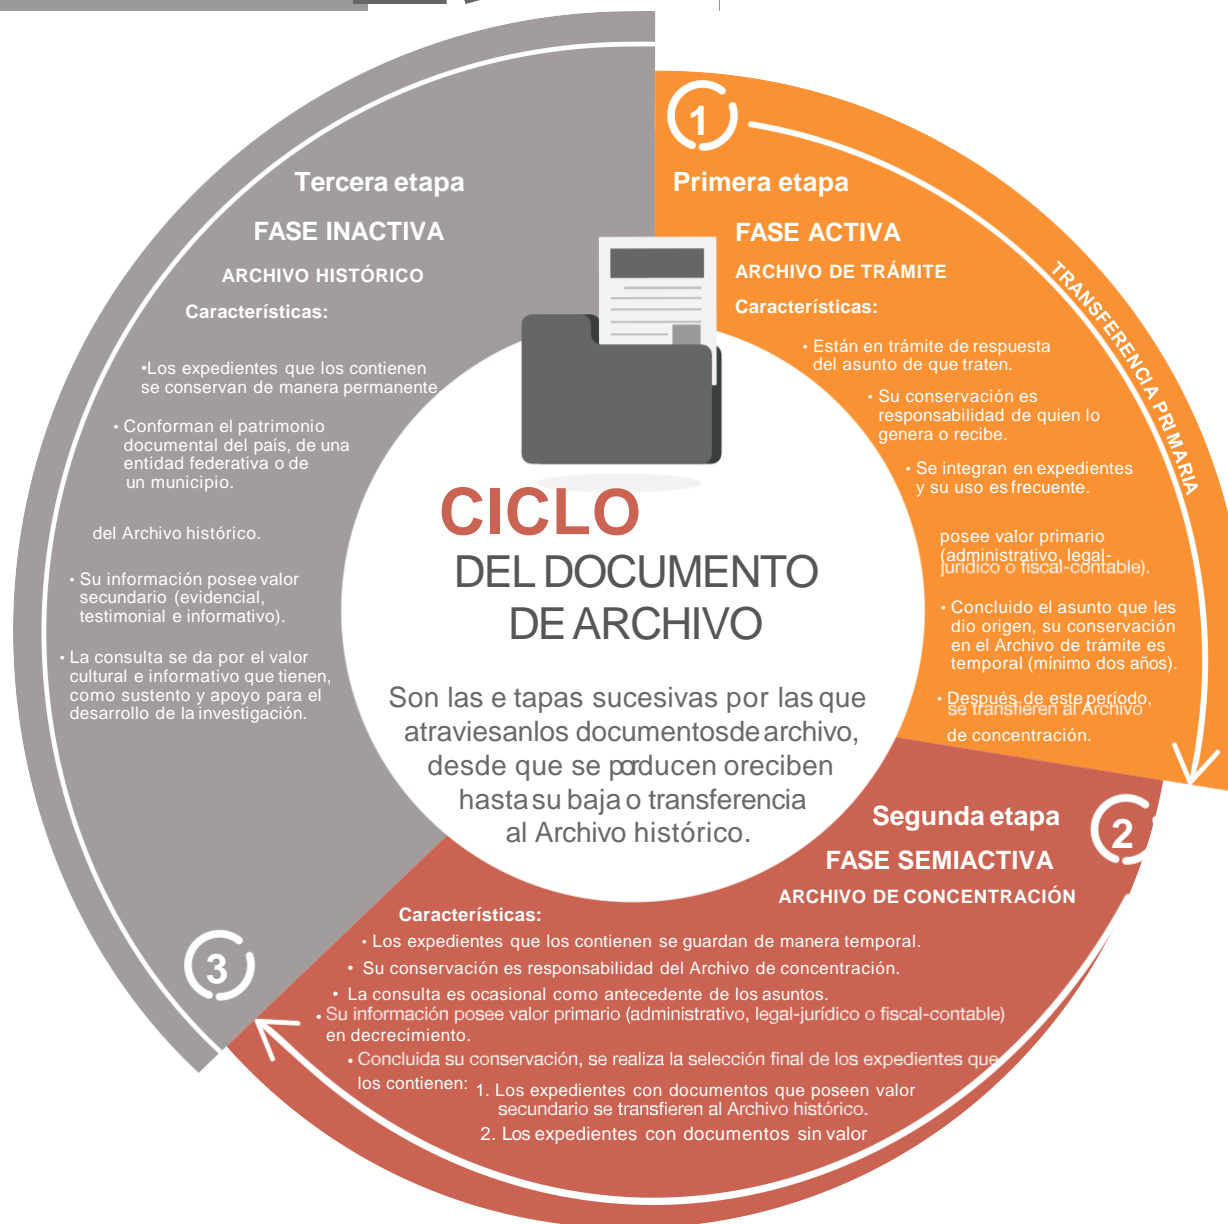 CICLO
DEL DOCUMENTO
DE ARCHIVO
Son las e tapas sucesivas por las que
atraviesanlos documentosdearchivo,
desde que se porducen oreciben
hasta su baja o transferencia
al Archivo histórico.
1
Primera etapa
FASE ACTIVA
ARCHIVO DE TRÁMITE
Características:
• Están en trámite de respuesta
del asunto de que traten.
• Su conservación es
responsabilidad de quien lo
genera o recibe.
• Se integran en expedientes
y su uso es frecuente.
posee valor primario
(administrativo, legal-
jurídico o fiscal-contable).
• Concluido el asunto que les
dio origen, su conservación
en el Archivo de trámite es
temporal (mínimo dos años).
• Después de este período,
se transfieren al Archivo
de concentración.
TRANSFERENCIA PRIMARIA
2
Segunda etapa
FASE SEMIACTIVA
ARCHIVO DE CONCENTRACIÓN
Características:
• Los expedientes que los contienen se guardan de manera temporal.
• Su conservación es responsabilidad del Archivo de concentración.
• La consulta es ocasional como antecedente de los asuntos.
• Su información posee valor primario (administrativo, legal-jurídico o fiscal-contable)
en decrecimiento.
• Concluida su conservación, se realiza la selección final de los expedientes que
los contienen:
1. Los expedientes con documentos que poseen valor
secundario se transfieren al Archivo histórico.
2. Los expedientes con documentos sin valor
3
Tercera etapa
FASE INACTIVA
ARCHIVO HISTÓRICO
Características:
•Los expedientes que los contienen
se conservan de manera permanente.
• Conforman el patrimonio
documental del país, de una
entidad federativa o de
un municipio.
del Archivo histórico.
• Su información posee valor
secundario (evidencial,
testimonial e informativo).
• La consulta se da por el valor
cultural e informativo que tienen,
como sustento y apoyo para el
desarrollo de la investigación.